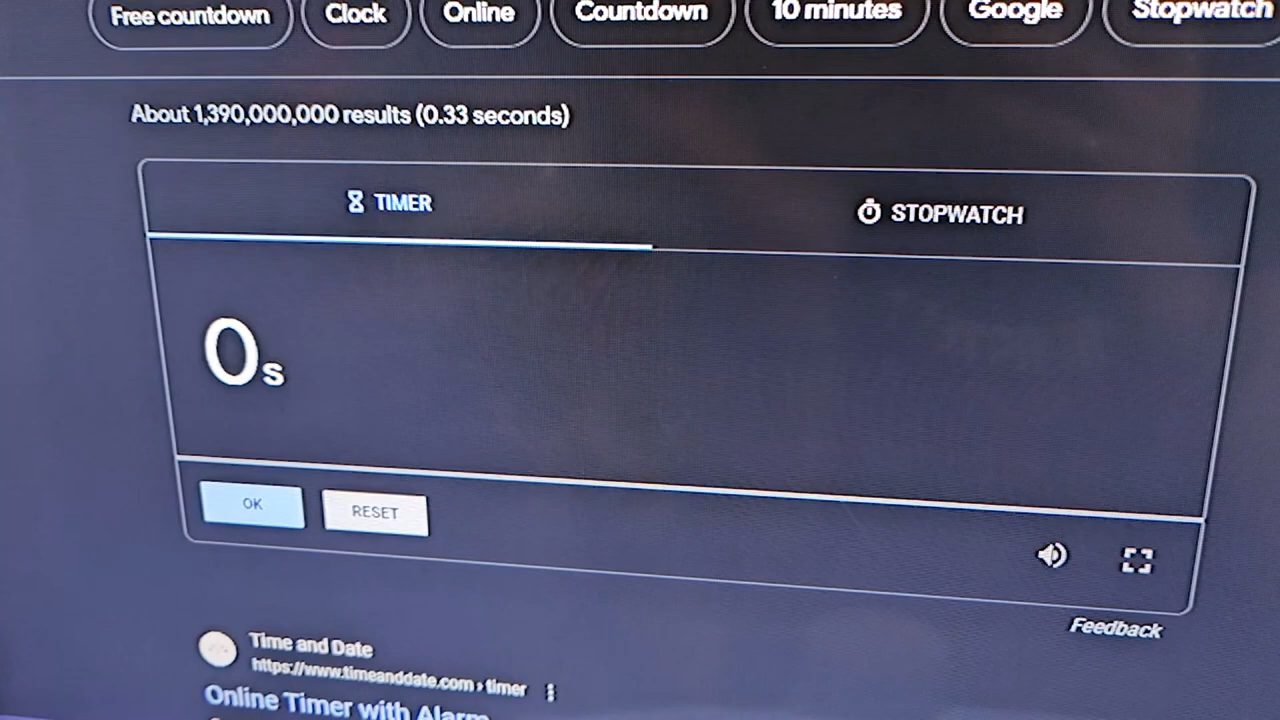 Free countdown Clock Online Countdown 10 minutes Google Stopwatch
About 1,390,000,000 results (0.33 seconds)
TIMER STOPWATCH
0s
OK RESET
Feedback
Time and Date
https://www.timeanddate.com › timer
Online Timer with Alarm